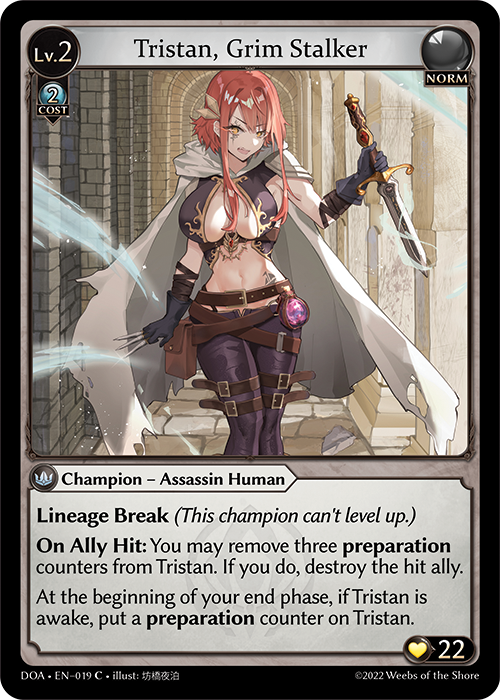 Lv.2
Tristan, Grim Stalker
NORM
2
COST
Champion – Assassin Human
Lineage Break (This champion can't level up.)
On Ally Hit: You may remove three preparation
counters from Tristan. If you do, destroy the hit ally.
At the beginning of your end phase, if Tristan is
awake, put a preparation counter on Tristan.
22
DOA • EN-019 C • illust: 坊橋夜泊
©2022 Weebs of the Shore